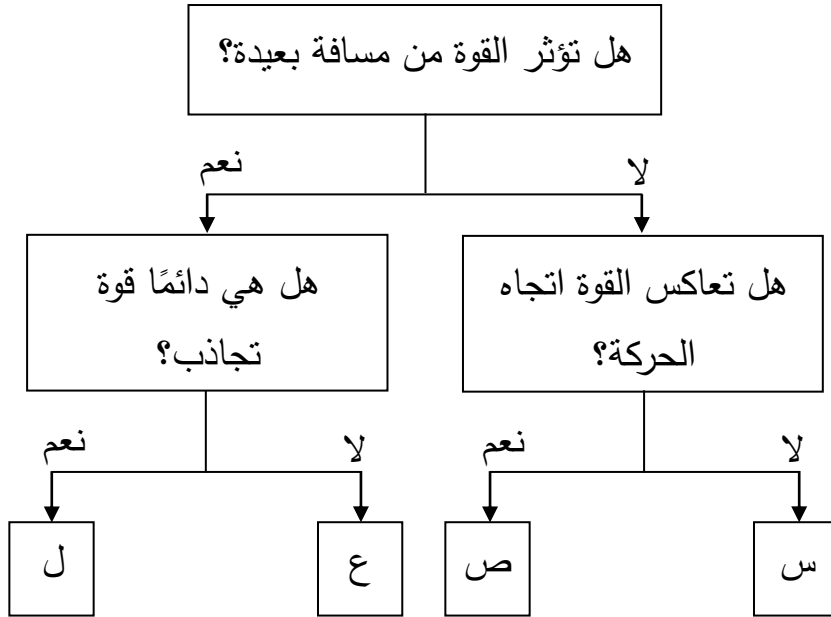 هل تؤثر القوة من مسافة بعيدة؟
لا
نعم
هل تعاكس القوة اتجاه
الحركة؟
هل هي دائمًا قوة
تجاذب؟
لا
نعم
لا
نعم
س
ص
ع
ل